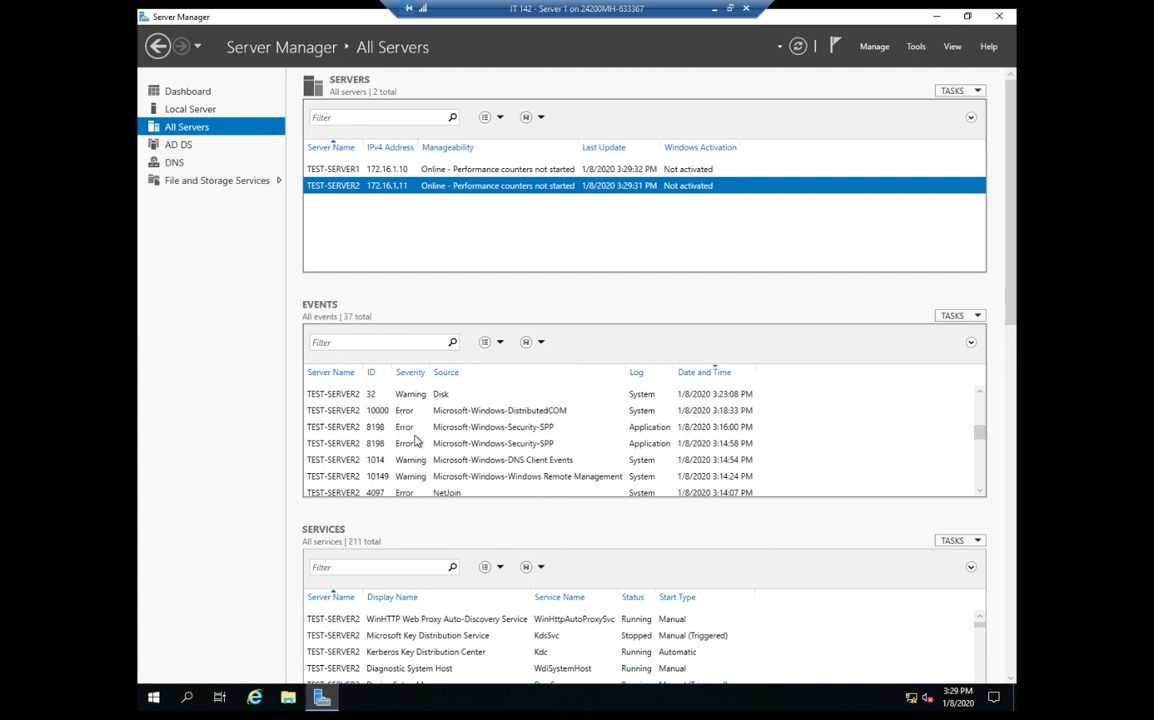 IT 142 - Server 1 on 24200MH-633367
Server Manager
Server Manager • All Servers
Manage Tools View Help
Dashboard
Local Server
All Servers
AD DS
DNS
File and Storage Services
SERVERS
All servers | 2 total
TASKS
Filter
Server Name IPv4 Address Manageability Last Update Windows Activation
TEST-SERVER1 172.16.1.10 Online - Performance counters not started 1/8/2020 3:29:32 PM Not activated
TEST-SERVER2 172.16.1.11 Online - Performance counters not started 1/8/2020 3:29:31 PM Not activated
EVENTS
All events | 37 total
TASKS
Filter
Server Name ID Severity Source Log Date and Time
TEST-SERVER2 32 Warning Disk System 1/8/2020 3:23:08 PM
TEST-SERVER2 10000 Error Microsoft-Windows-DistributedCOM System 1/8/2020 3:18:33 PM
TEST-SERVER2 8198 Error Microsoft-Windows-Security-SPP Application 1/8/2020 3:16:00 PM
TEST-SERVER2 8198 Error Microsoft-Windows-Security-SPP Application 1/8/2020 3:14:58 PM
TEST-SERVER2 1014 Warning Microsoft-Windows-DNS Client Events System 1/8/2020 3:14:54 PM
TEST-SERVER2 10149 Warning Microsoft-Windows-Windows Remote Management System 1/8/2020 3:14:24 PM
TEST-SERVER2 4097 Error NetJoin System 1/8/2020 3:14:07 PM
SERVICES
All services | 211 total
TASKS
Filter
Server Name Display Name Service Name Status Start Type
TEST-SERVER2 WinHTTP Web Proxy Auto-Discovery Service WinHttpAutoProxySvc Running Manual
TEST-SERVER2 Microsoft Key Distribution Service KdsSvc Stopped Manual (Triggered)
TEST-SERVER2 Kerberos Key Distribution Center Kdc Running Automatic
TEST-SERVER2 Diagnostic System Host WdiSystemHost Running Manual
3:29 PM
1/8/2020